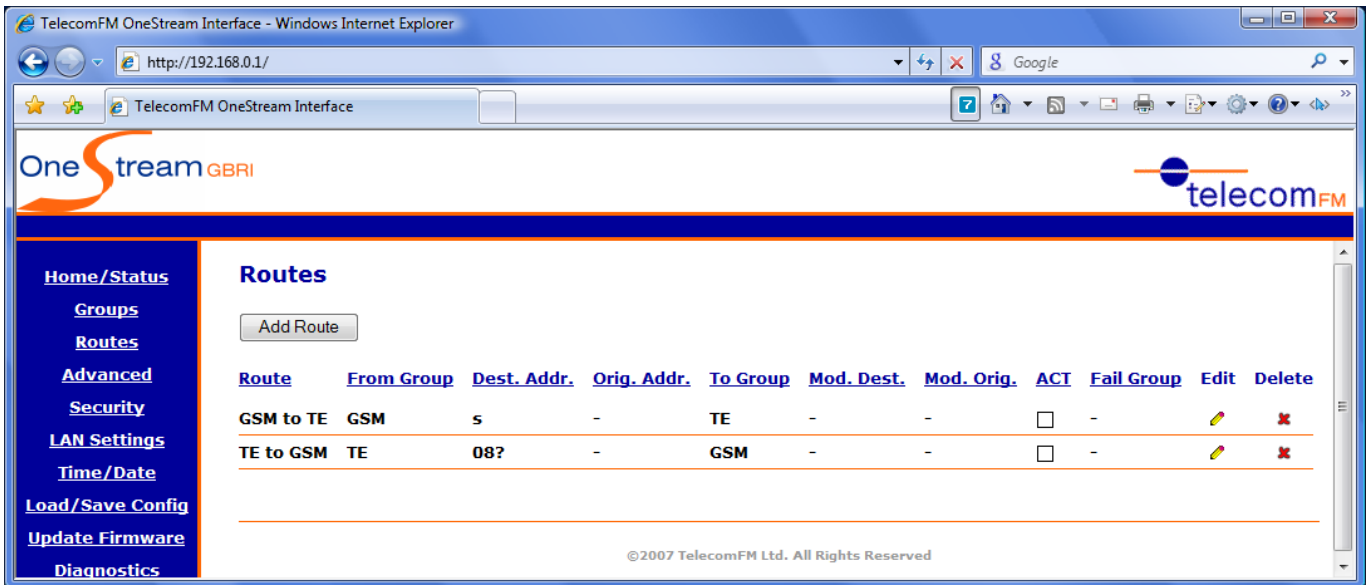 TelecomFM OneStream Interface - Windows Internet Explorer
http://192.168.0.1/
Google
TelecomFM OneStream Interface
7
One Stream GBRI
telecomFM
Home/Status
Groups
Routes
Advanced
Security
LAN Settings
Time/Date
Load/Save Config
Update Firmware
Diagnostics
Routes
Add Route
Route From Group Dest. Addr. Orig. Addr. To Group Mod. Dest. Mod. Orig. ACT Fail Group Edit Delete
GSM to TE GSM s - TE - - -
TE to GSM TE 08? - GSM - - -
©2007 TelecomFM Ltd. All Rights Reserved